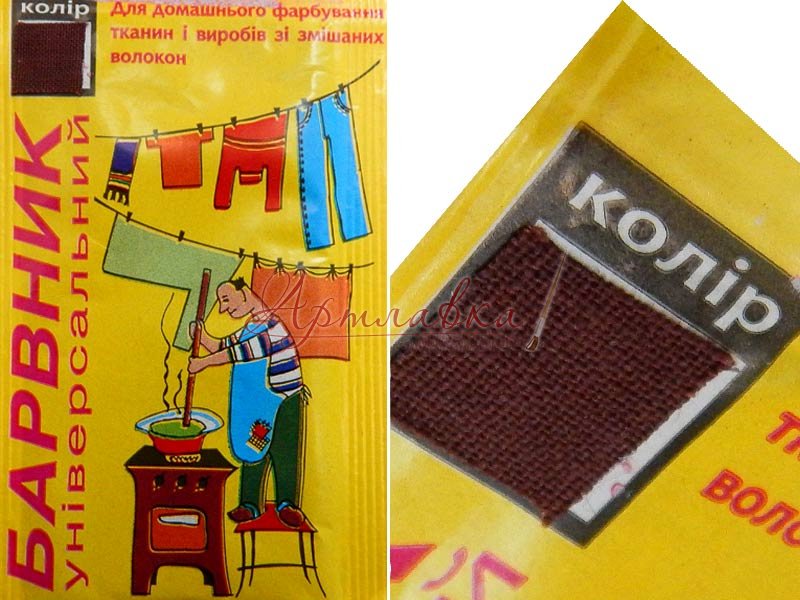 колір
Для домашнього фарбування
тканин і виробів зі змішаних
волокон
БАРВНИК
універсальний
Артлавка
колір